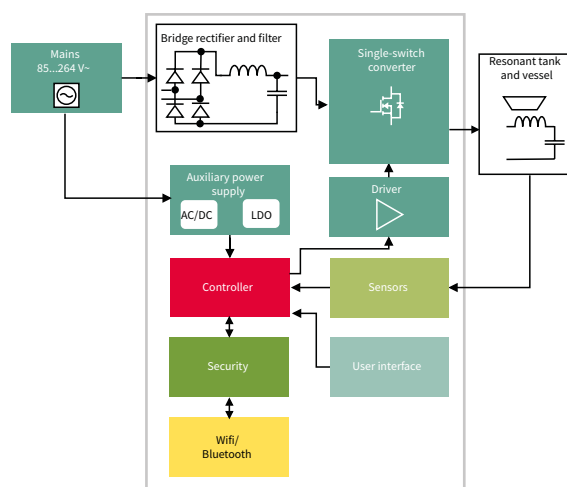 Mains
85...264 V~
Bridge rectifier and filter
Single-switch
converter
Resonant tank
and vessel
Auxiliary power
supply
AC/DC
LDO
Driver
Controller
Sensors
Security
User interface
Wifi/
Bluetooth